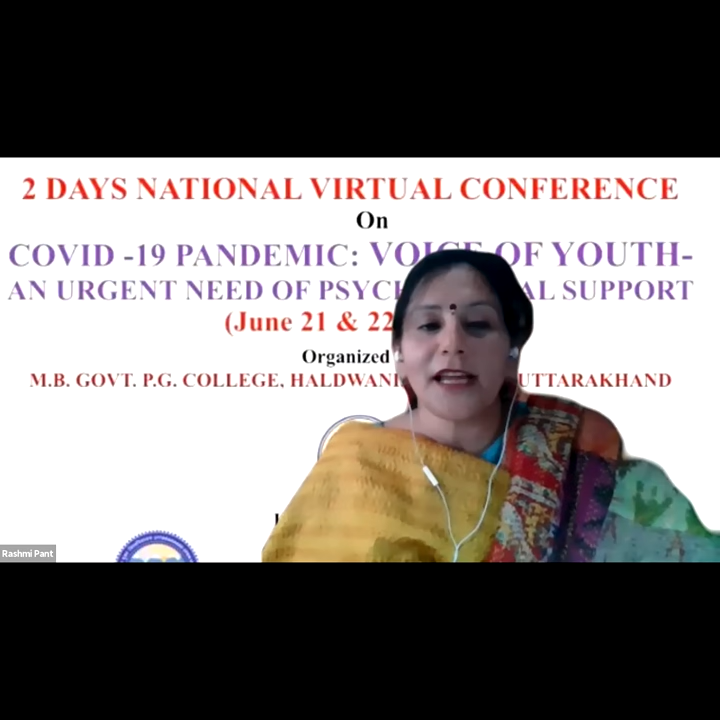 2 DAYS NATIONAL VIRTUAL CONFERENCE
On
COVID -19 PANDEMIC: VOICE OF YOUTH-
AN URGENT NEED OF SUPPORT
(June 21 & 22
Organized
M.B. GOVT. P.G. COLLEGE, HALDWANI UTTARAKHAND
Rashmi Pant